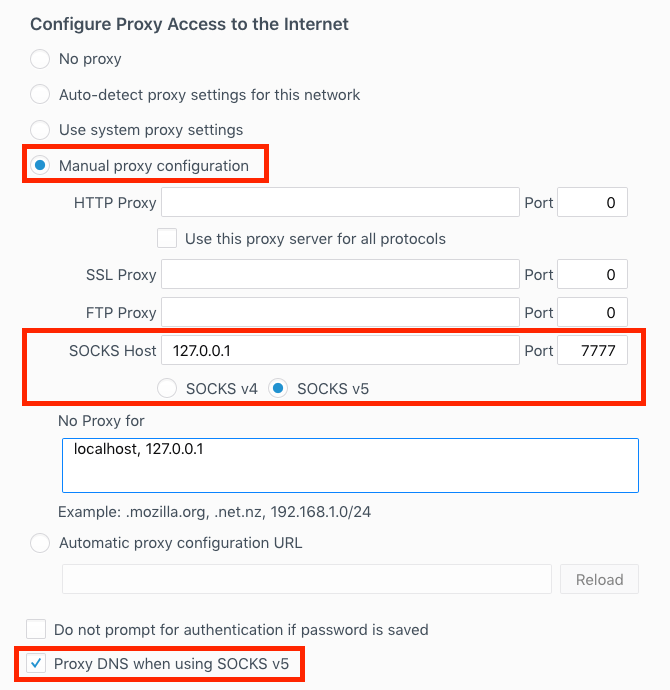 Configure Proxy Access to the Internet
No proxy
Auto-detect proxy settings for this network
Use system proxy settings
Manual proxy configuration
HTTP Proxy Port 0
Use this proxy server for all protocols
SSL Proxy Port 0
FTP Proxy Port 0
SOCKS Host 127.0.0.1 Port 7777
SOCKS v4 SOCKS v5
No Proxy for
localhost, 127.0.0.1
Example: .mozilla.org, .net.nz, 192.168.1.0/24
Automatic proxy configuration URL
Reload
Do not prompt for authentication if password is saved
Proxy DNS when using SOCKS v5